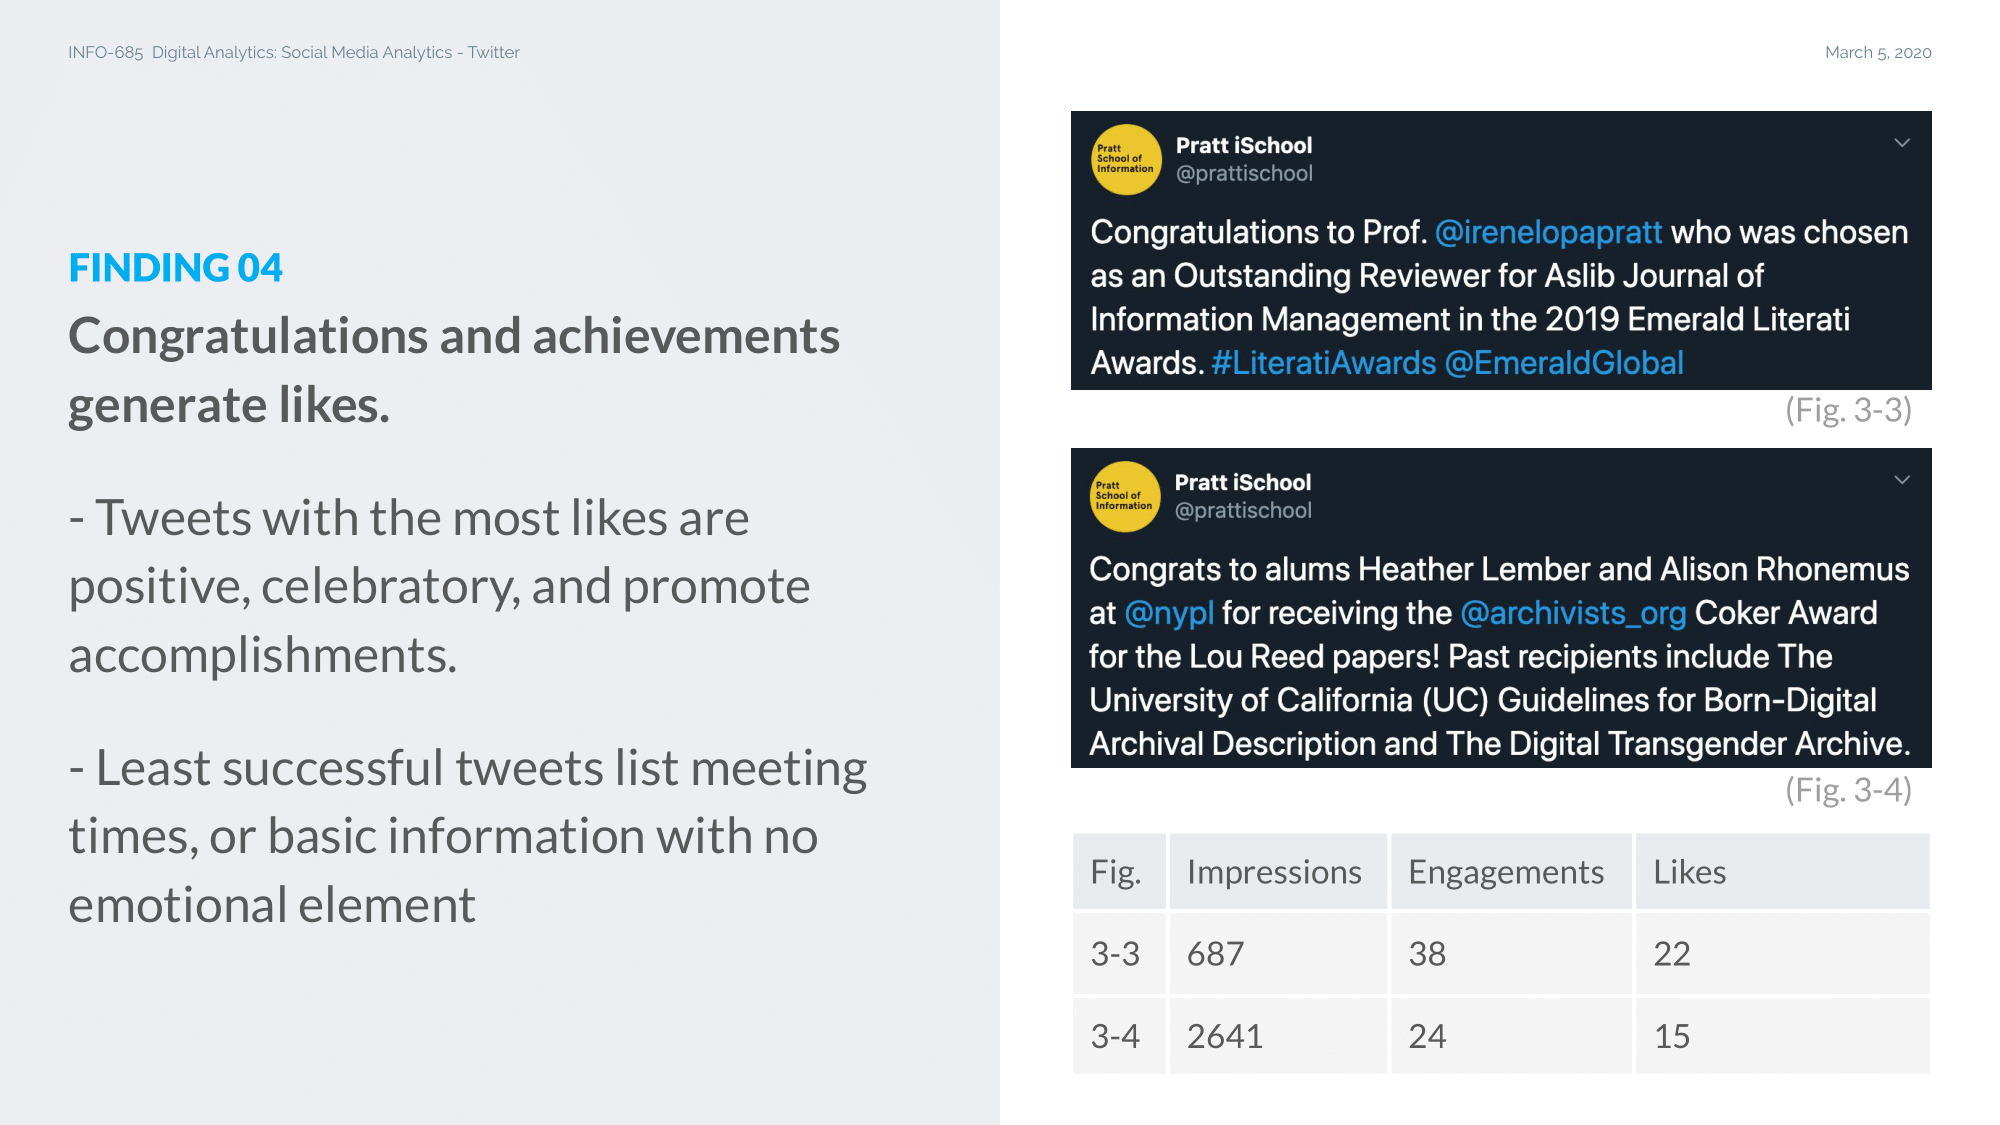 INFO-685 Digital Analytics: Social Media Analytics - Twitter
March 5, 2020
FINDING 04
Congratulations and achievements
generate likes.
- Tweets with the most likes are
positive, celebratory, and promote
accomplishments.
- Least successful tweets list meeting
times, or basic information with no
emotional element
Pratt
School of
Information
Pratt iSchool
@prattischool
Congratulations to Prof. @irenelopapratt who was chosen
as an Outstanding Reviewer for Aslib Journal of
Information Management in the 2019 Emerald Literati
Awards. #LiteratiAwards @EmeraldGlobal
(Fig. 3-3)
Pratt
School of
Information
Pratt iSchool
@prattischool
Congrats to alums Heather Lember and Alison Rhonemus
at @nypl for receiving the @archivists_org Coker Award
for the Lou Reed papers! Past recipients include The
University of California (UC) Guidelines for Born-Digital
Archival Description and The Digital Transgender Archive.
(Fig. 3-4)
Fig. Impressions Engagements Likes
3-3 687 38 22
3-4 2641 24 15